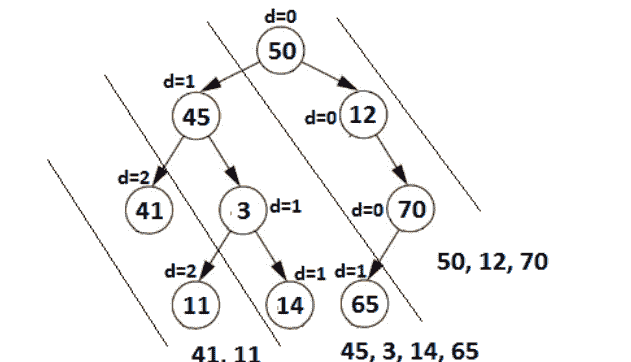 d=0
50
d=1
45
d=0 12
d=2
41
3 d=1
d=0 70
50, 12, 70
d=2
11
d=1
14
d=1
65
41, 11
45, 3, 14, 65